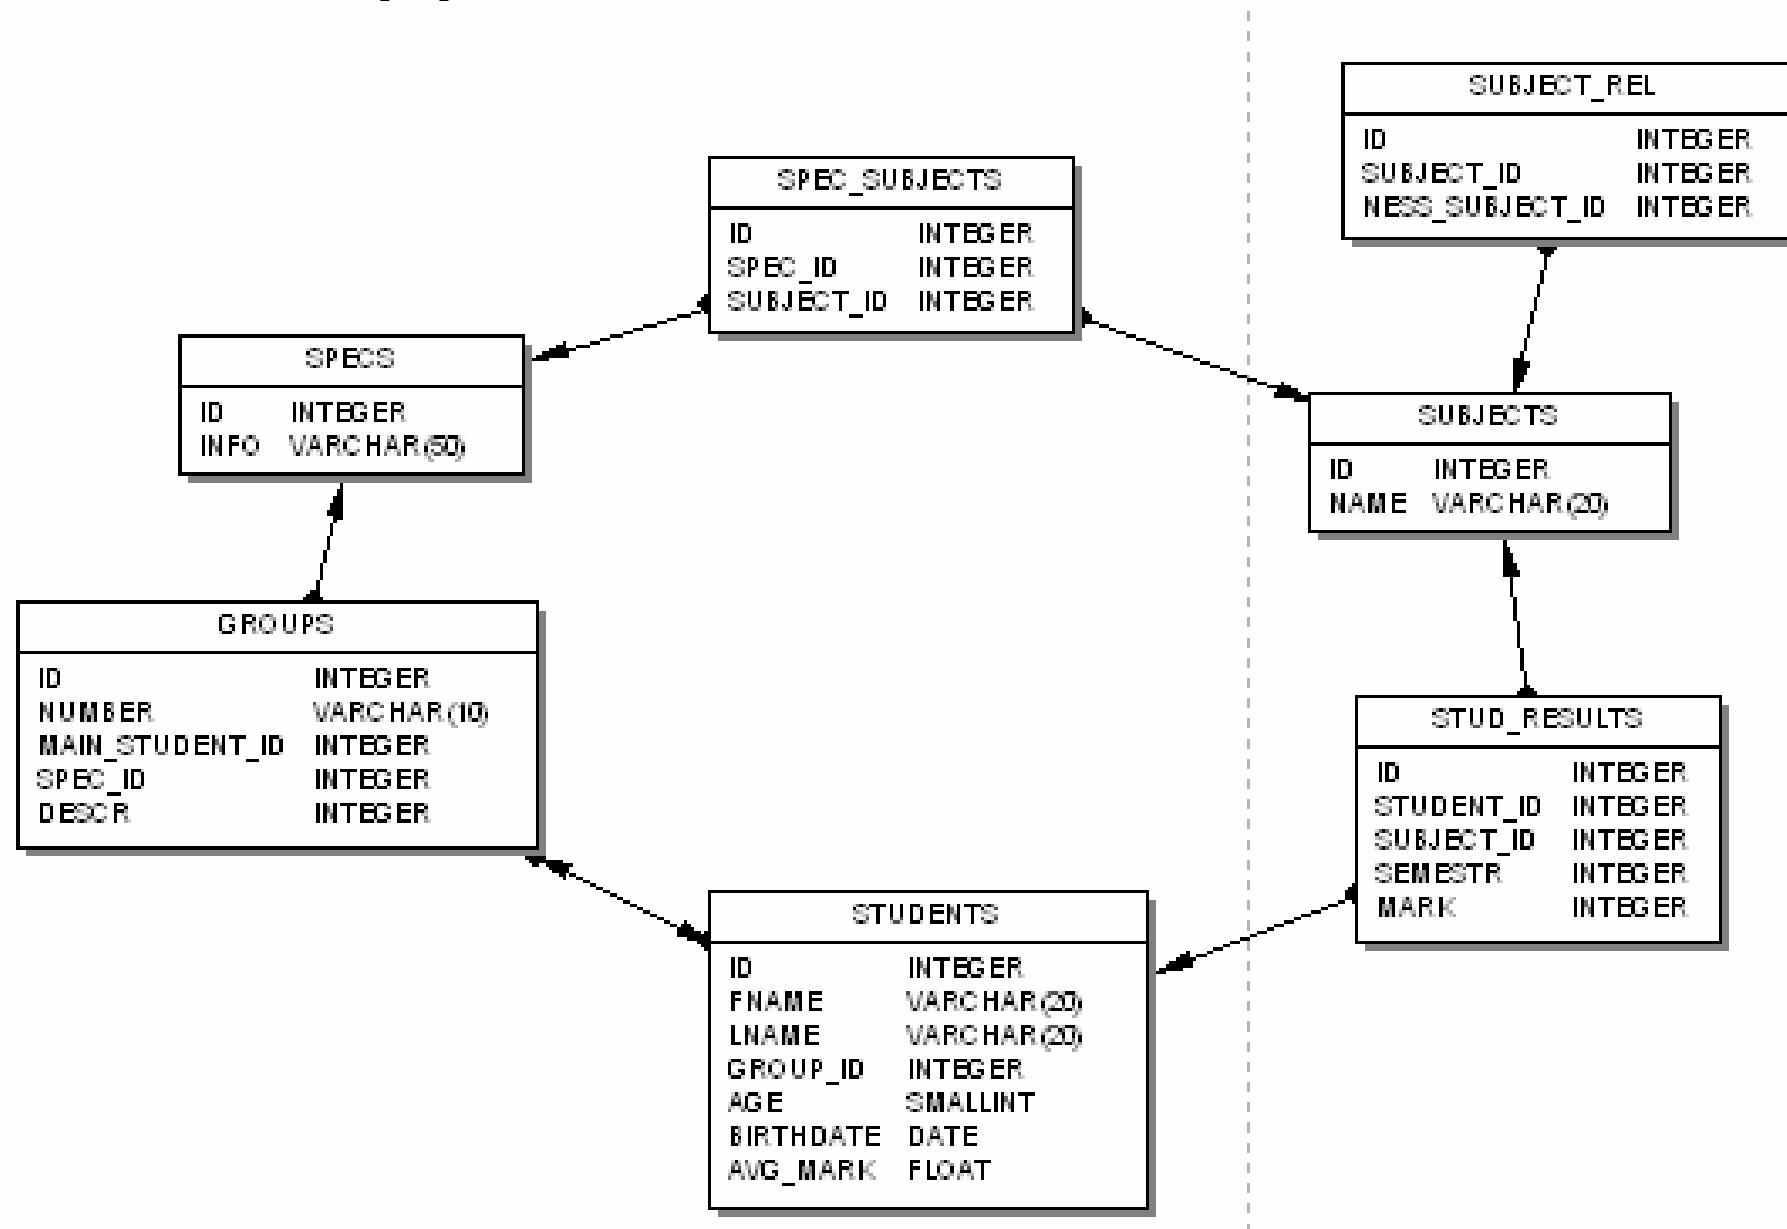 SUBJECT_REL
ID INTEGER
SUBJECT_ID INTEGER
NESS_SUBJECT_ID INTEGER
SPEC_SUBJECTS
ID INTEGER
SPEC_ID INTEGER
SUBJECT_ID INTEGER
SPECS
ID INTEGER
INFO VARCHAR(50)
SUBJECTS
ID INTEGER
NAME VARCHAR(20)
GROUPS
ID INTEGER
NUMBER VARCHAR(10)
MAIN_STUDENT_ID INTEGER
SPEC_ID INTEGER
DESCR INTEGER
STUD_RESULTS
ID INTEGER
STUDENT_ID INTEGER
SUBJECT_ID INTEGER
SEMESTR INTEGER
MARK INTEGER
STUDENTS
ID INTEGER
FNAME VARCHAR(20)
LNAME VARCHAR(20)
GROUP_ID INTEGER
AGE SMALLINT
BIRTHDATE DATE
AVG_MARK FLOAT